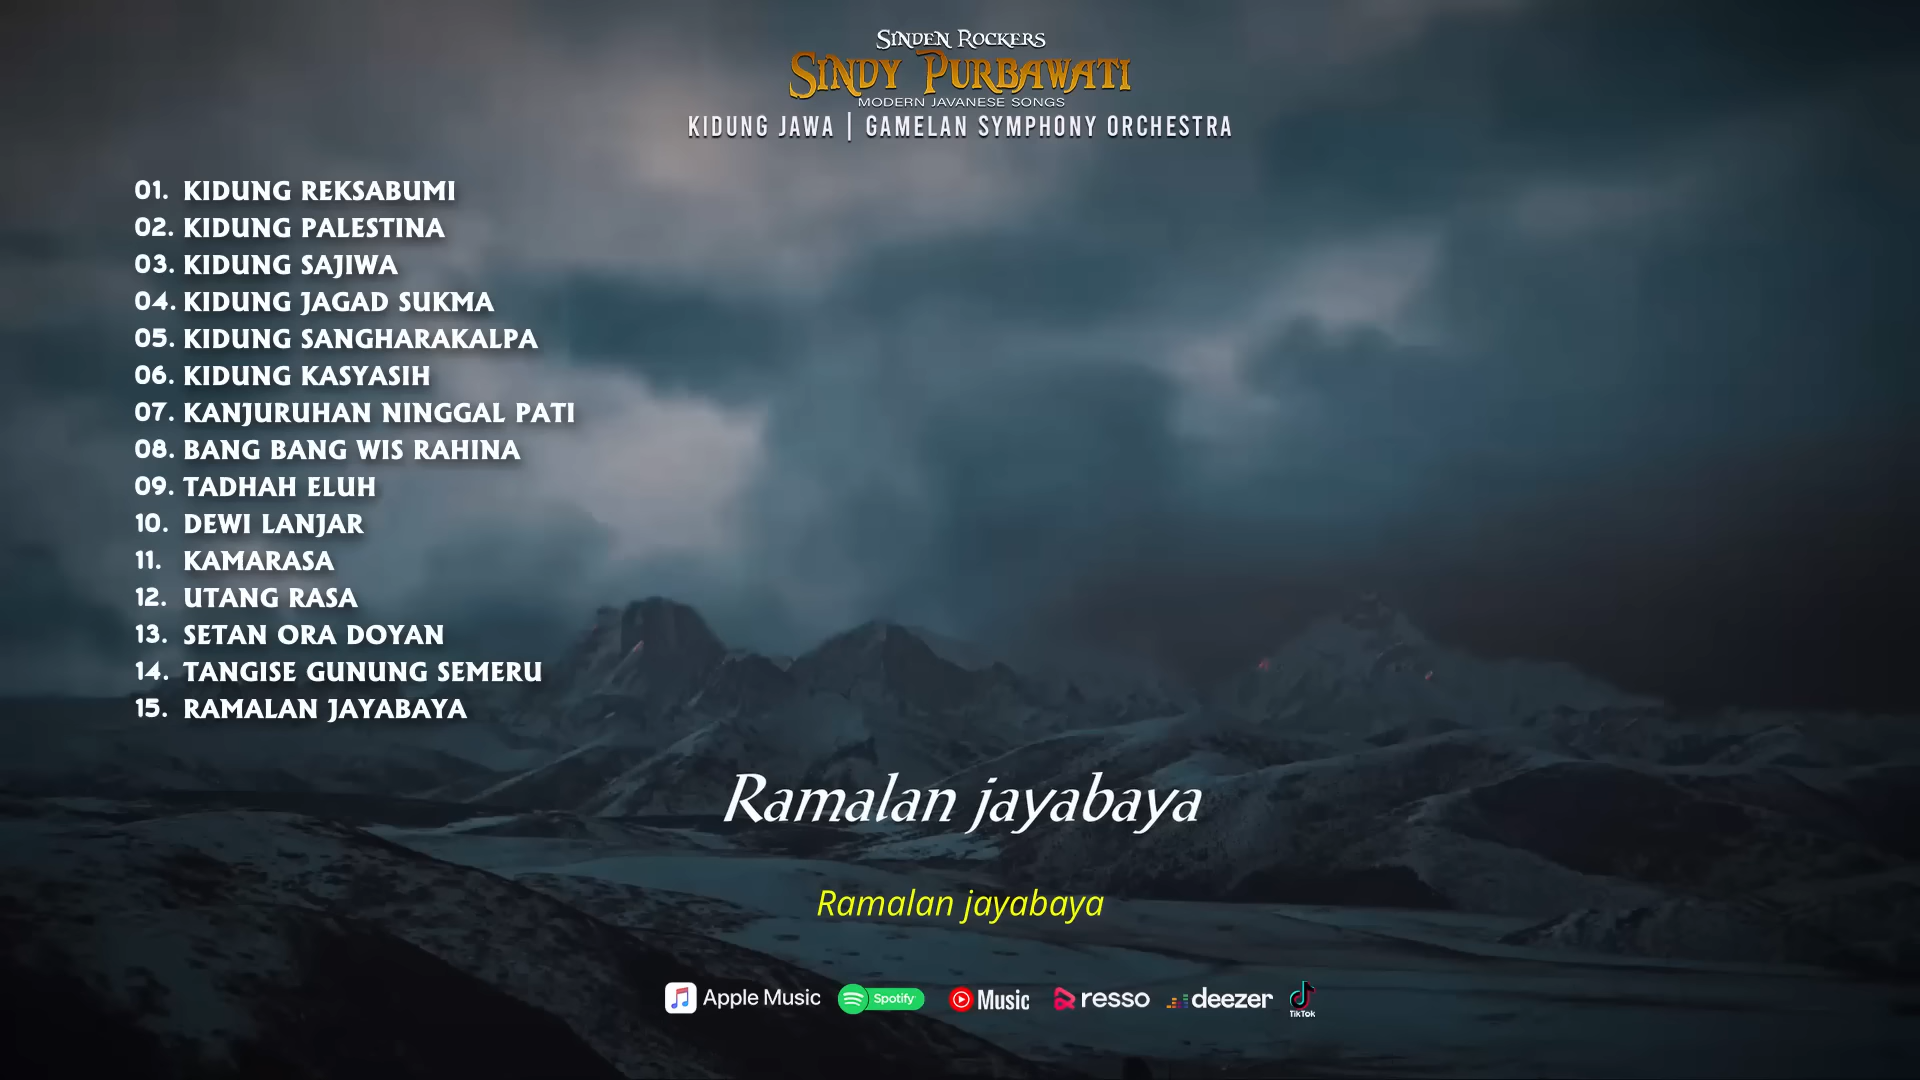 SINDEN ROCKERS
SINDY PURBAWATI
MODERN JAVANESE SONGS
KIDUNG JAWA | GAMELAN SYMPHONY ORCHESTRA
01. KIDUNG REKSABUMI
02. KIDUNG PALESTINA
03. KIDUNG SAJIWA
04. KIDUNG JAGAD SUKMA
05. KIDUNG SANGHARAKALPA
06. KIDUNG KASYASIH
07. KANJURUHAN NINGGAL PATI
08. BANG BANG WIS RAHINA
09. TADHAH ELUH
10. DEWI LANJAR
11. KAMARASA
12. UTANG RASA
13. SETAN ORA DOYAN
14. TANGISE GUNUNG SEMERU
15. RAMALAN JAYABAYA
Ramalan jayabaya
Ramalan jayabaya
Apple Music Spotify Music resso deezer TikTok